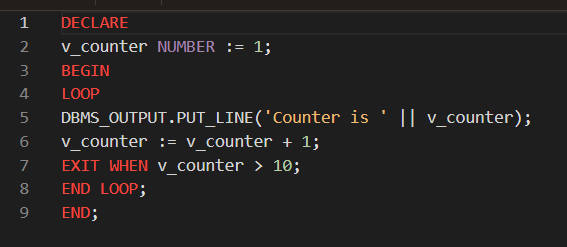 1 DECLARE
2 v_counter NUMBER := 1;
3 BEGIN
4 LOOP
5 DBMS_OUTPUT.PUT_LINE('Counter is ' || v_counter);
6 v_counter := v_counter + 1;
7 EXIT WHEN v_counter > 10;
8 END LOOP;
9 END;